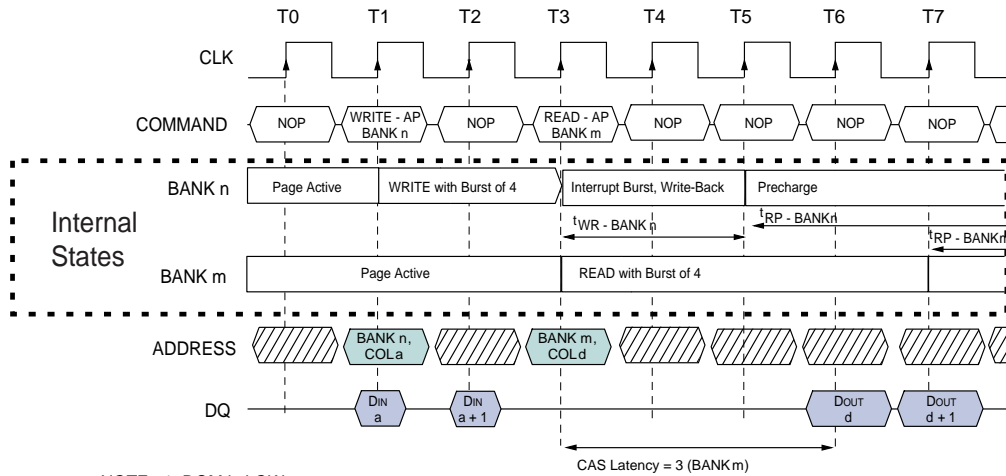 T0 T1 T2 T3 T4 T5 T6 T7
CLK
COMMAND
NOP
WRITE - AP
BANK n
NOP
READ - AP
BANK m
NOP
NOP
NOP
NOP
Internal
States
BANK n
Page Active
WRITE with Burst of 4
Interrupt Burst, Write-Back
Precharge
tWR - BANK n
tRP - BANK n
tRP - BANK
BANK m
Page Active
READ with Burst of 4
ADDRESS
BANK n,
COL a
BANK m,
COL d
DQ
DIN
a
DIN
a + 1
DOUT
d
DOUT
d + 1
CAS Latency = 3 (BANK m)